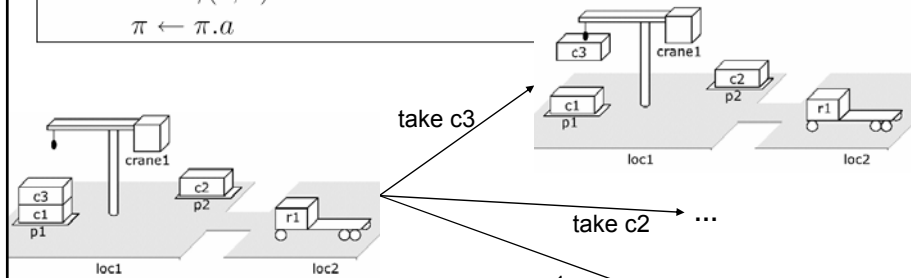 π ← π.a
c3
crane1
c1
p1
c2
p2
r1
loc1
loc2
take c3
crane1
c3
c1
p1
c2
p2
r1
loc1
loc2
take c2
...